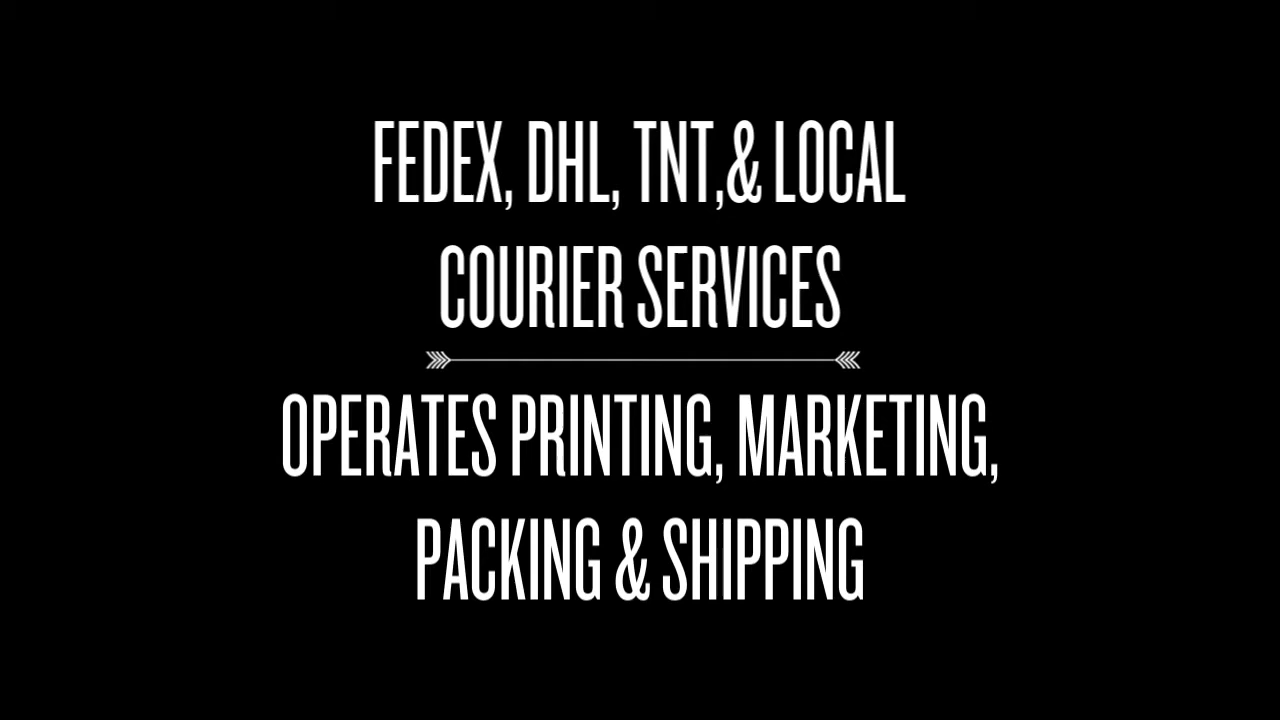 FEDEX, DHL, TNT,& LOCAL
COURIER SERVICES
OPERATES PRINTING, MARKETING,
PACKING & SHIPPING